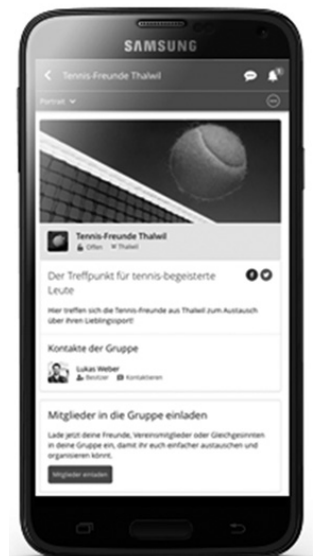 SAMSUNG
Tennis-Freunde Thalwil
Portrait
Tennis-Freunde Thalwil
Offen Thalwil
Der Treffpunkt für tennis-begeisterte
Leute
Hier treffen sich die Tennis-Freunde aus Thalwil zum Austausch
über ihren Lieblingssport!
Kontakte der Gruppe
Lukas Weber
Besitzer Kontaktieren
Mitglieder in die Gruppe einladen
Lade jetzt deine Freunde, Vereinsmitglieder oder Gleichgesinnten
in deine Gruppe ein, damit ihr euch einfacher austauschen und
organisieren könnt.
Mitglieder einladen